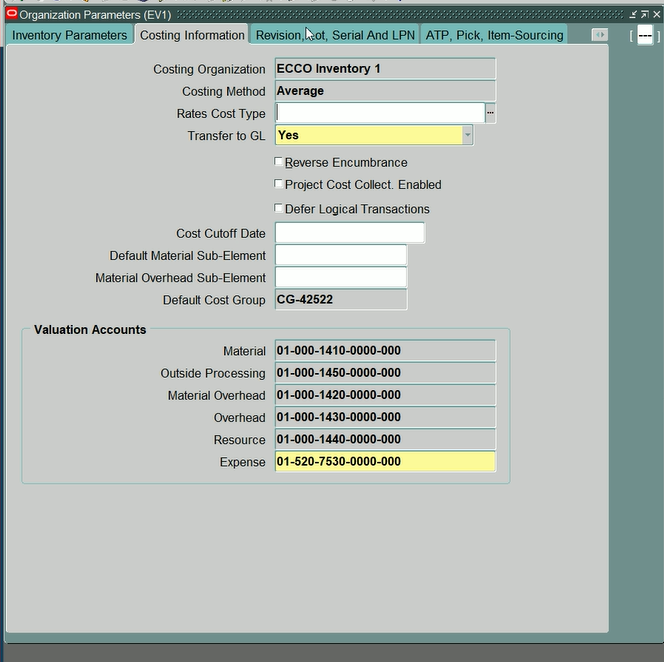 Organization Parameters (EV1)
Inventory Parameters Costing Information Revision, Lot, Serial And LPN ATP, Pick, Item-Sourcing [ --- ]
Costing Organization ECCO Inventory 1
Costing Method Average
Rates Cost Type ...
Transfer to GL Yes
Reverse Encumbrance
Project Cost Collect. Enabled
Defer Logical Transactions
Cost Cutoff Date
Default Material Sub-Element
Material Overhead Sub-Element
Default Cost Group CG-42522
Valuation Accounts
Material 01-000-1410-0000-000
Outside Processing 01-000-1450-0000-000
Material Overhead 01-000-1420-0000-000
Overhead 01-000-1430-0000-000
Resource 01-000-1440-0000-000
Expense 01-520-7530-0000-000